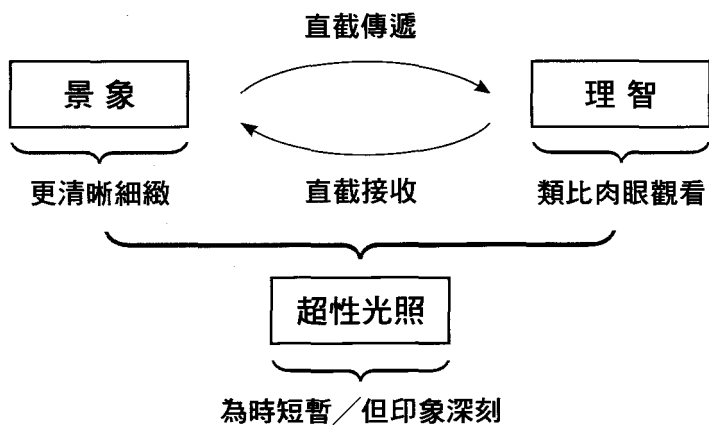 直截傳遞
景象
理智
更清晰細緻
直截接收
類比肉眼觀看
超性光照
為時短暫／但印象深刻